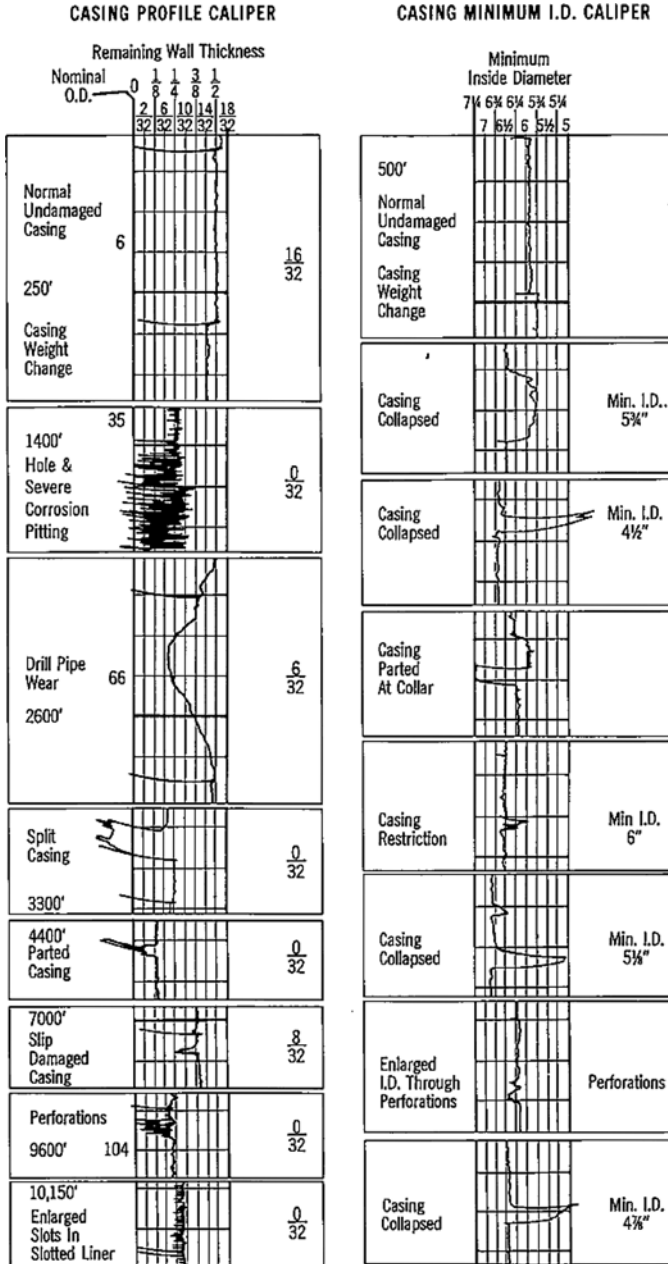 CASING PROFILE CALIPER
Remaining Wall Thickness
Nominal
O.D.
0 1/8 1/4 3/8 1/2
2/32 6/32 10/32 14/32 18/32
Normal
Undamaged
Casing
6
16/32
250'
Casing
Weight
Change
35
1400'
Hole &
Severe
Corrosion
Pitting
0/32
Drill Pipe
Wear
66
6/32
2600'
Split
Casing
0/32
3300'
4400'
Parted
Casing
0/32
7000'
Slip
Damaged
Casing
8/32
Perforations
9600' 104
0/32
10,150'
Enlarged
Slots In
Slotted Liner
0/32
CASING MINIMUM I.D. CALIPER
Minimum
Inside Diameter
7¼ 6¾ 6¼ 5¾ 5¼
7 6½ 6 5½ 5
500'
Normal
Undamaged
Casing
Casing
Weight
Change
Casing
Collapsed
Min. I.D..
5¾"
Casing
Collapsed
Min. I.D.
4½"
Casing
Parted
At Collar
Casing
Restriction
Min I.D.
6"
Casing
Collapsed
Min. I.D.
5⅛"
Enlarged
I.D. Through
Perforations
Perforations
Casing
Collapsed
Min. I.D.
4⅞"